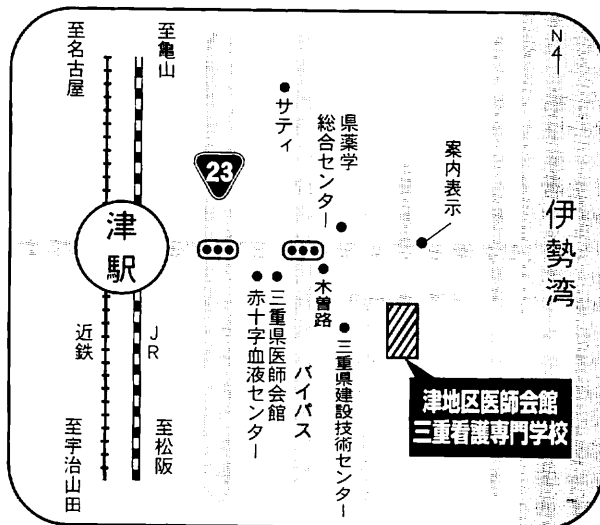 至名古屋
至亀山
サティ
県薬学
総合センター
案内表示
N
伊勢湾
23
津駅
木曽路
三重県医師会館
赤十字血液センター
バイパス
三重県建設技術センター
近鉄
JR
至宇治山田
至松阪
津地区医師会館
三重看護専門学校